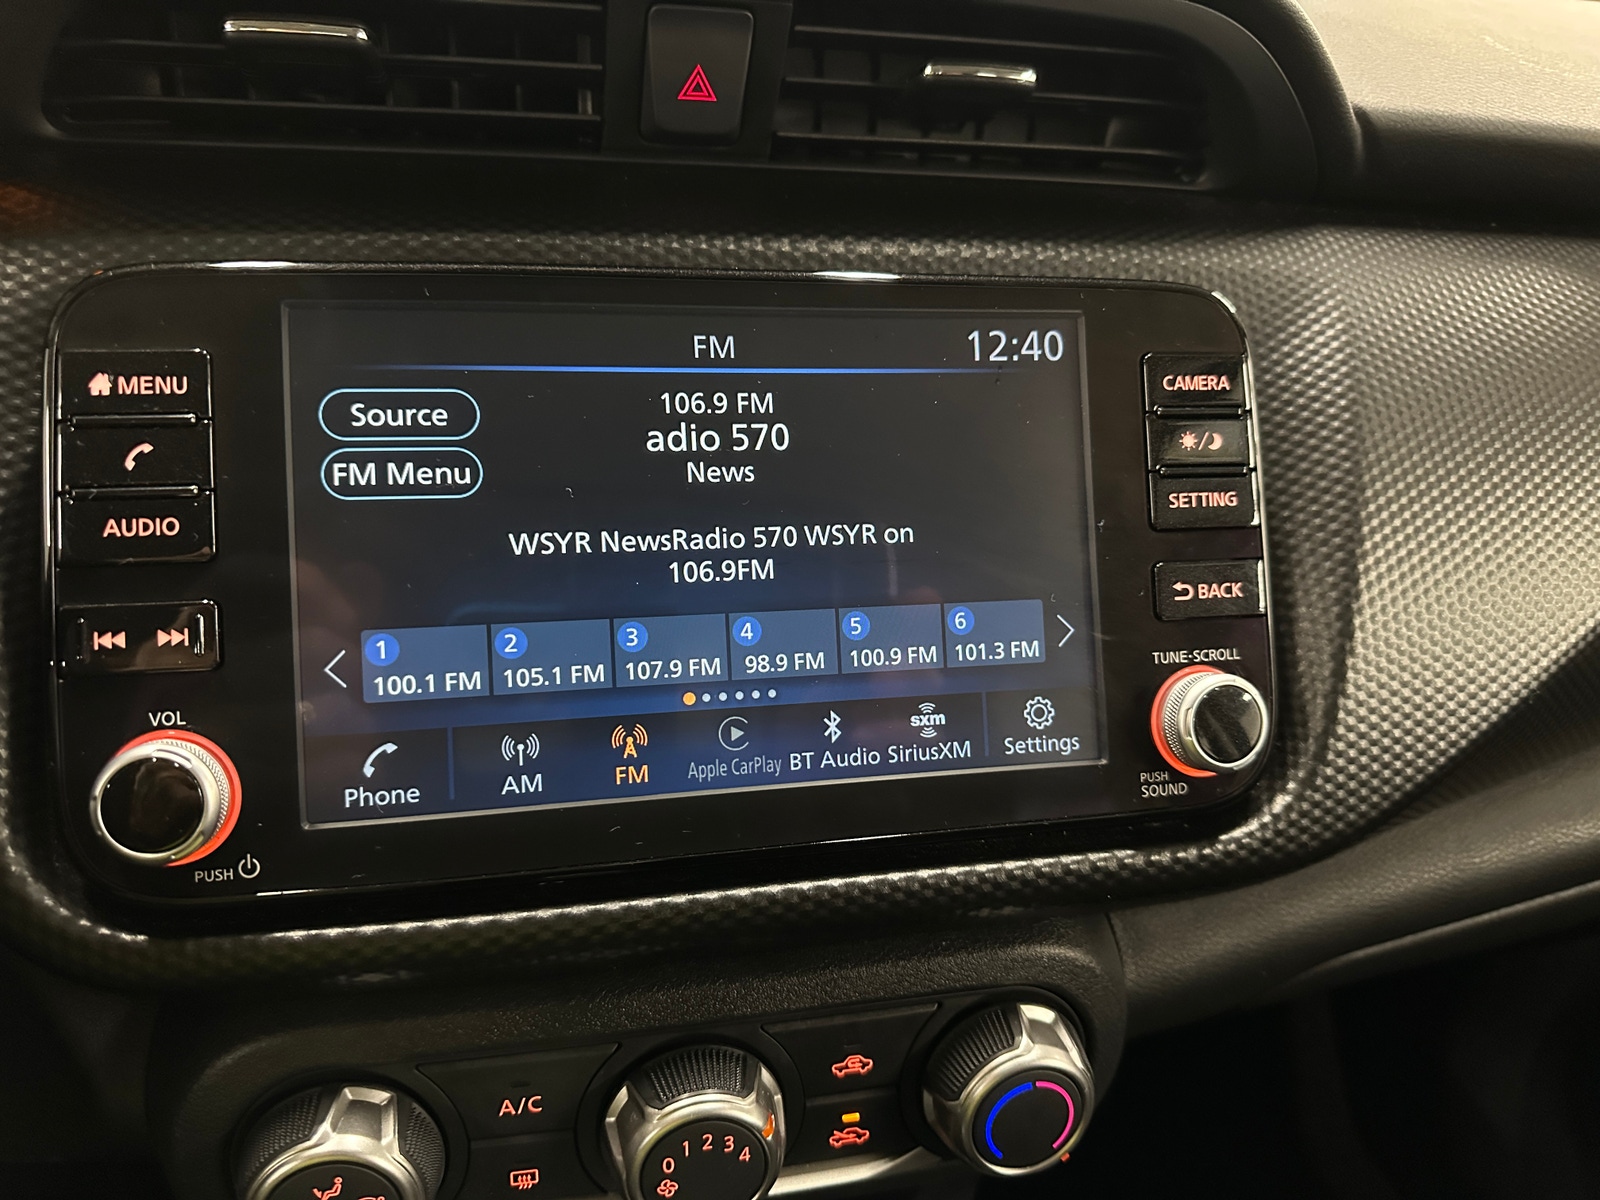 FM
12:40
Source
FM Menu
106.9 FM
adio 570
News
WSYR NewsRadio 570 WSYR on
106.9FM
1
100.1 FM
2
105.1 FM
3
107.9 FM
4
98.9 FM
5
100.9 FM
6
101.3 FM
Phone
AM
FM
Apple CarPlay
BT Audio
sxm
SiriusXM
Settings
MENU
AUDIO
VOL
PUSH
CAMERA
SETTING
BACK
TUNE-SCROLL
PUSH
SOUND
A/C
0 1 2 3 4